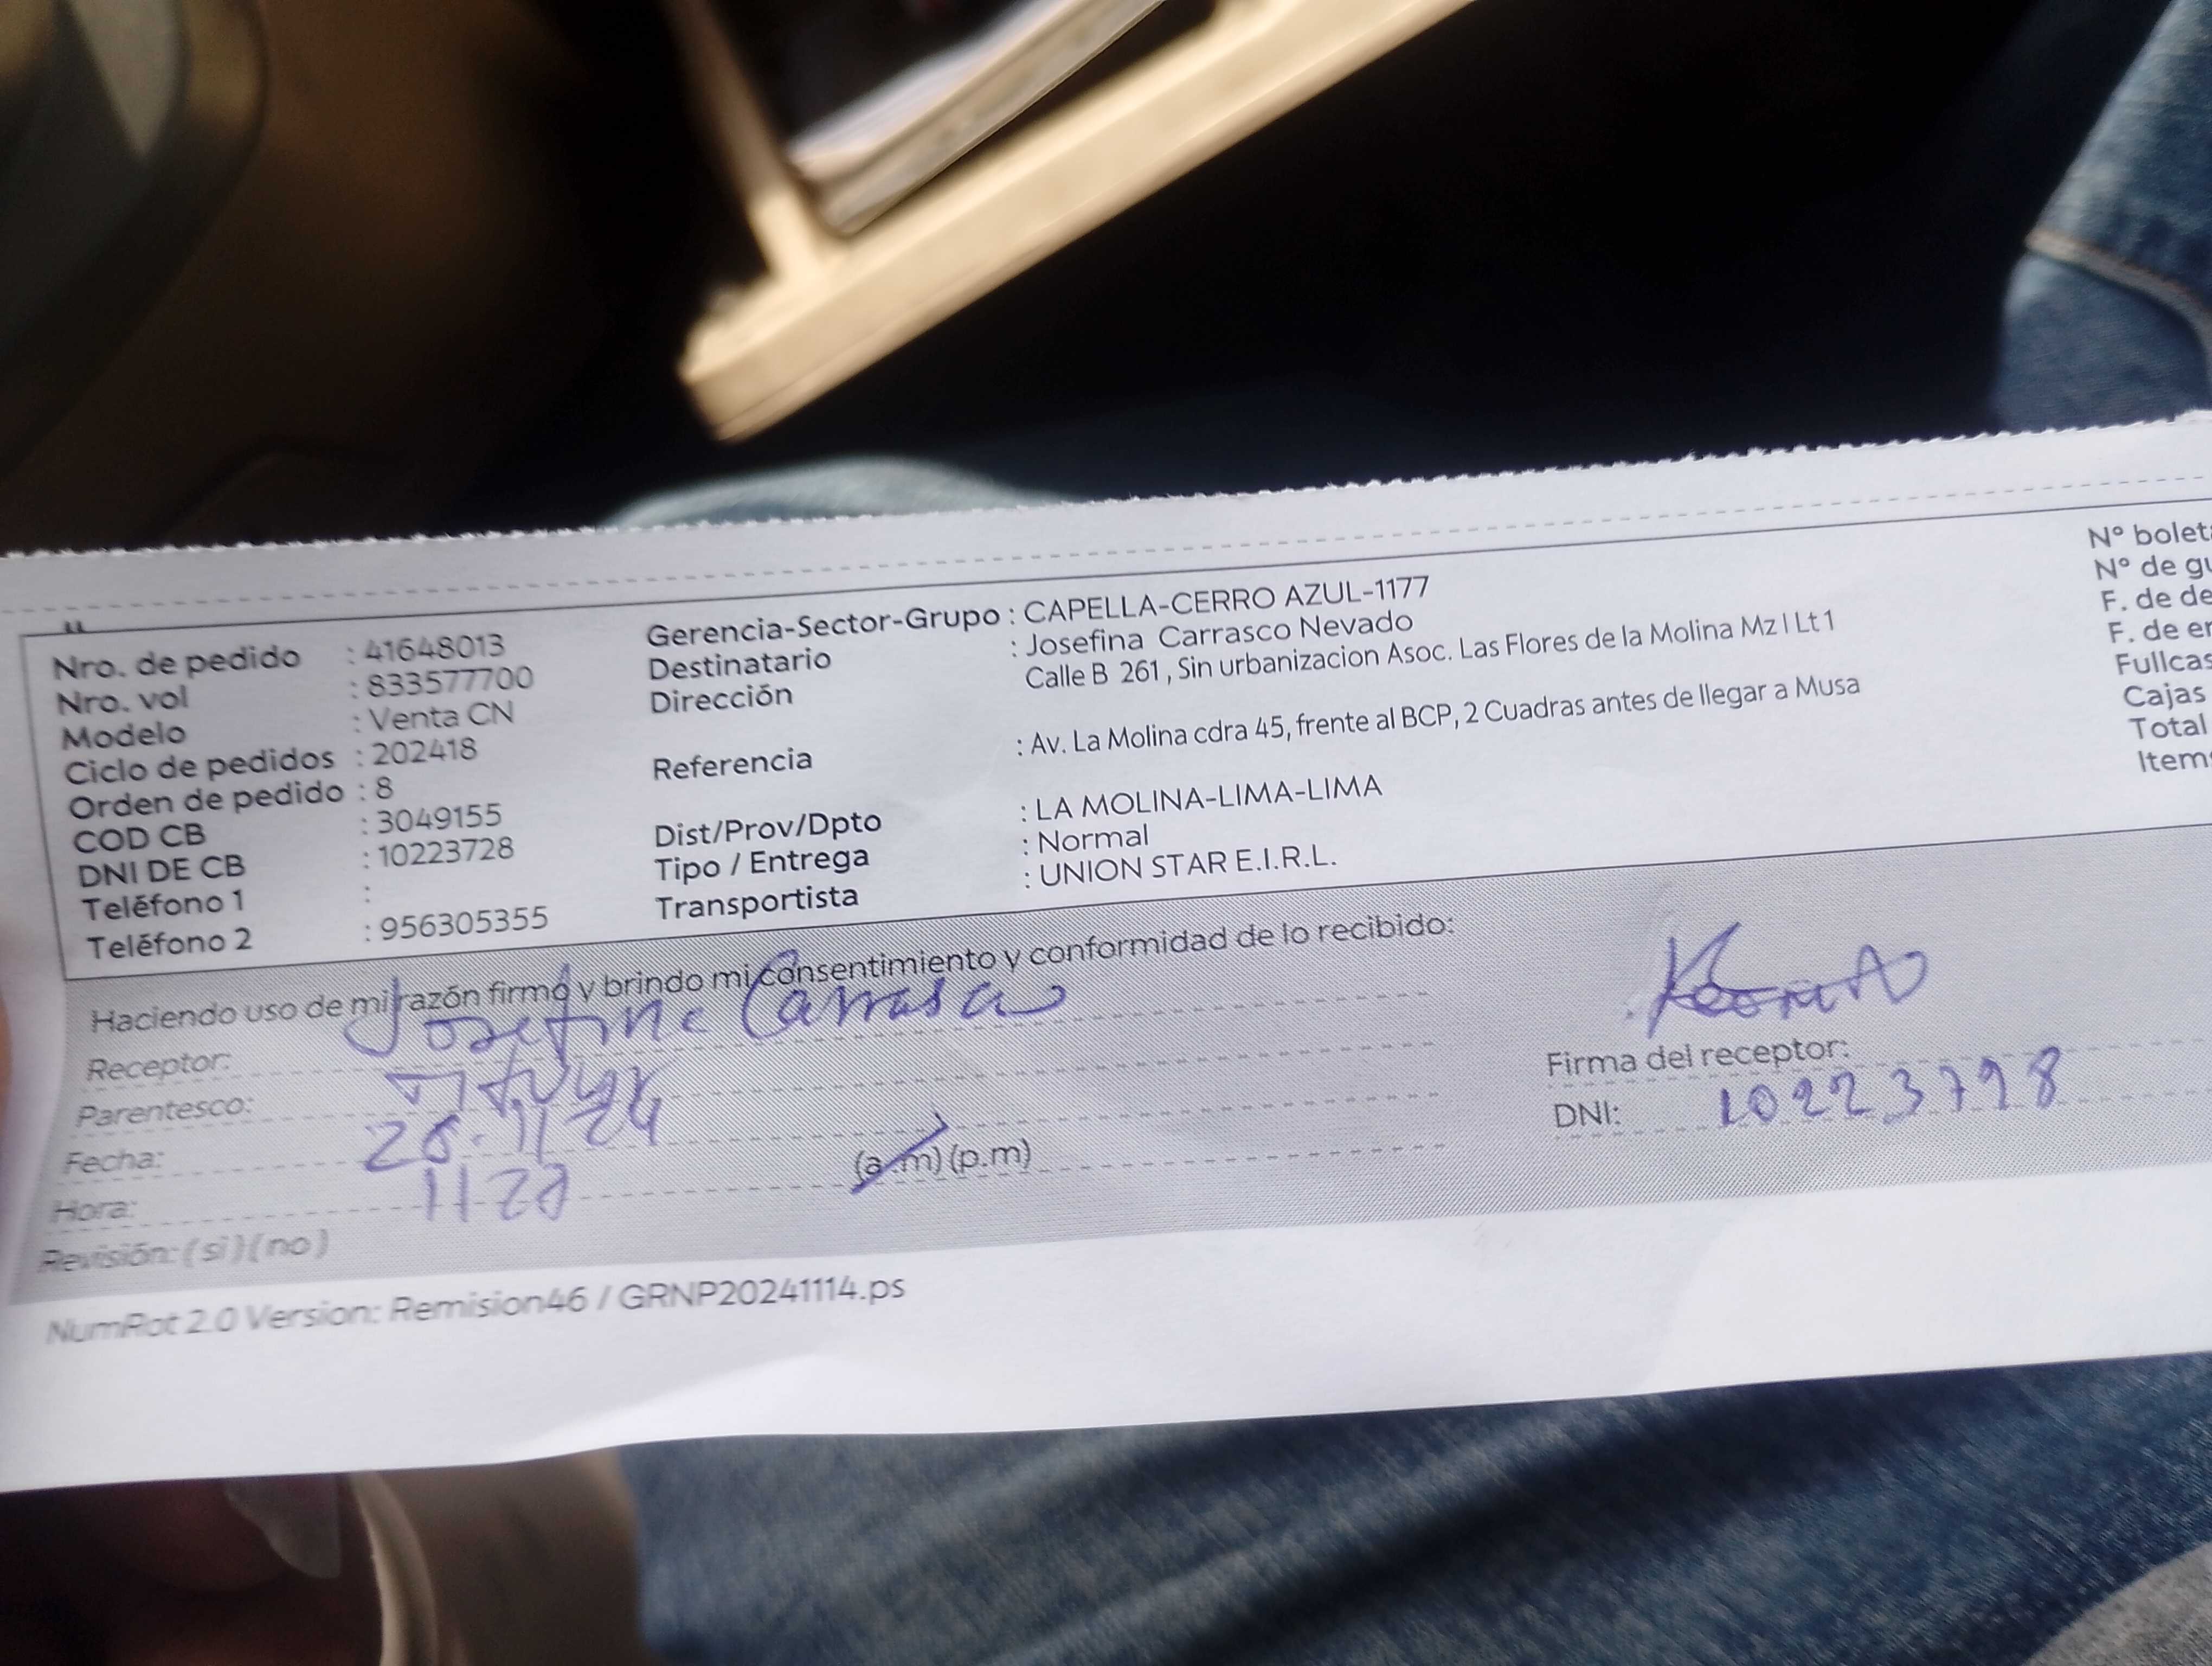 Nro. de pedido : 41648013
Nro. vol : 833577700
Modelo : Venta CN
Ciclo de pedidos : 202418
Orden de pedido : 8
COD CB : 3049155
DNI DE CB : 10223728
Teléfono 1 :
Teléfono 2 : 956305355
Gerencia-Sector-Grupo : CAPELLA-CERRO AZUL-1177
Destinatario : Josefina Carrasco Nevado
Dirección Calle B 261 , Sin urbanizacion Asoc. Las Flores de la Molina Mz I Lt 1
Referencia : Av. La Molina cdra 45, frente al BCP, 2 Cuadras antes de llegar a Musa
Dist/Prov/Dpto : LA MOLINA-LIMA-LIMA
Tipo / Entrega : Normal
Transportista : UNION STAR E.I.R.L.
N° bolet
N° de gu
F. de de
F. de er
Fullcas
Cajas
Total
Item
Haciendo uso de mi razón firmo y brindo mi consentimiento y conformidad de lo recibido:
Receptor: Josefina Carrasco
Parentesco:
Fecha: 26-11-24
Hora: 11 (a.m) (p.m)
Revisión: ( si ) ( no )
Firma del receptor:
DNI: 10223728
NumRot 2.0 Version: Remision46 / GRNP20241114.ps